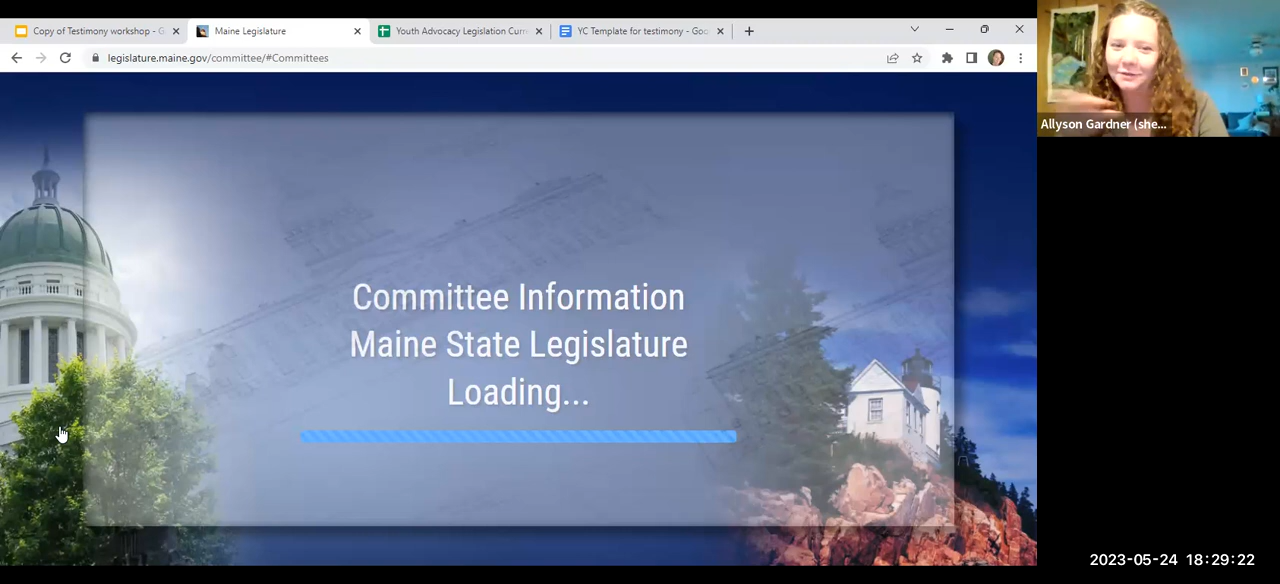 Copy of Testimony workshop - G
Maine Legislature
Youth Advocacy Legislation Curre
YC Template for testimony - Goo
legislature.maine.gov/committee/#Committees
Allyson Gardner (she...
Committee Information
Maine State Legislature
Loading...
2023-05-24 18:29:22